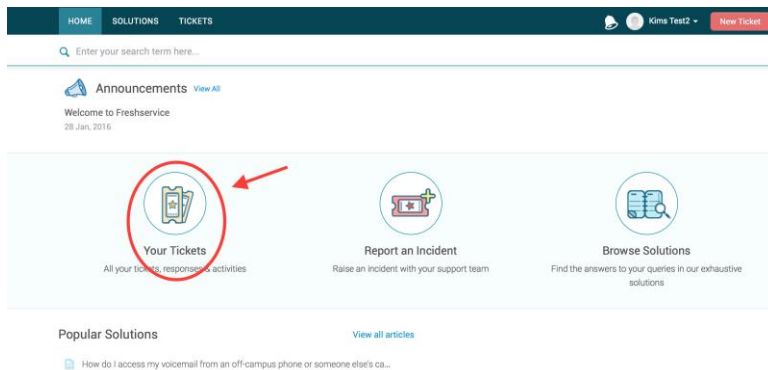 HOME SOLUTIONS TICKETS Kims Test2 New Ticket
Enter your search term here...
Announcements View All
Welcome to Freshservice
28 Jan, 2016
Your Tickets
All your tickets, responses & activities
Report an Incident
Raise an incident with your support team
Browse Solutions
Find the answers to your queries in our exhaustive
solutions
Popular Solutions View all articles
How do I access my voicemail from an off-campus phone or someone else's ca...